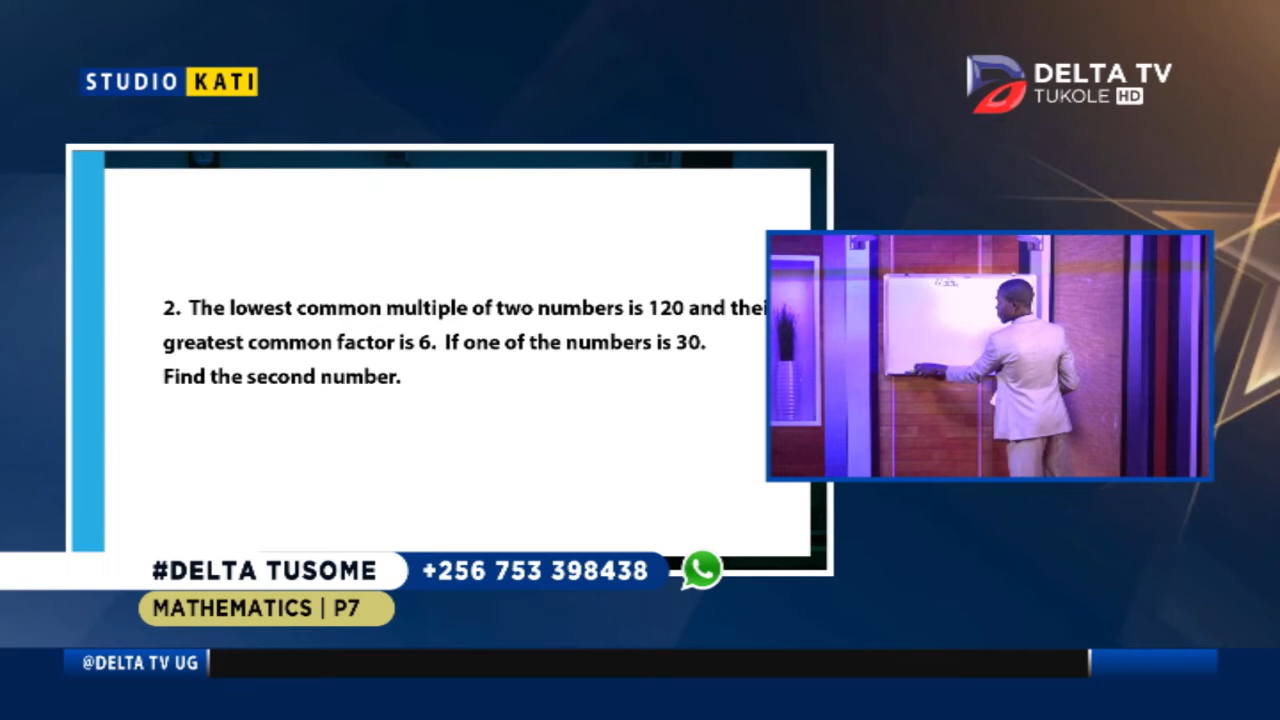 STUDIO KATI
DELTA TV
TUKOLE HD
2. The lowest common multiple of two numbers is 120 and thei
greatest common factor is 6. If one of the numbers is 30.
Find the second number.
#DELTA TUSOME
+256 753 398438
MATHEMATICS | P7
@DELTA TV UG